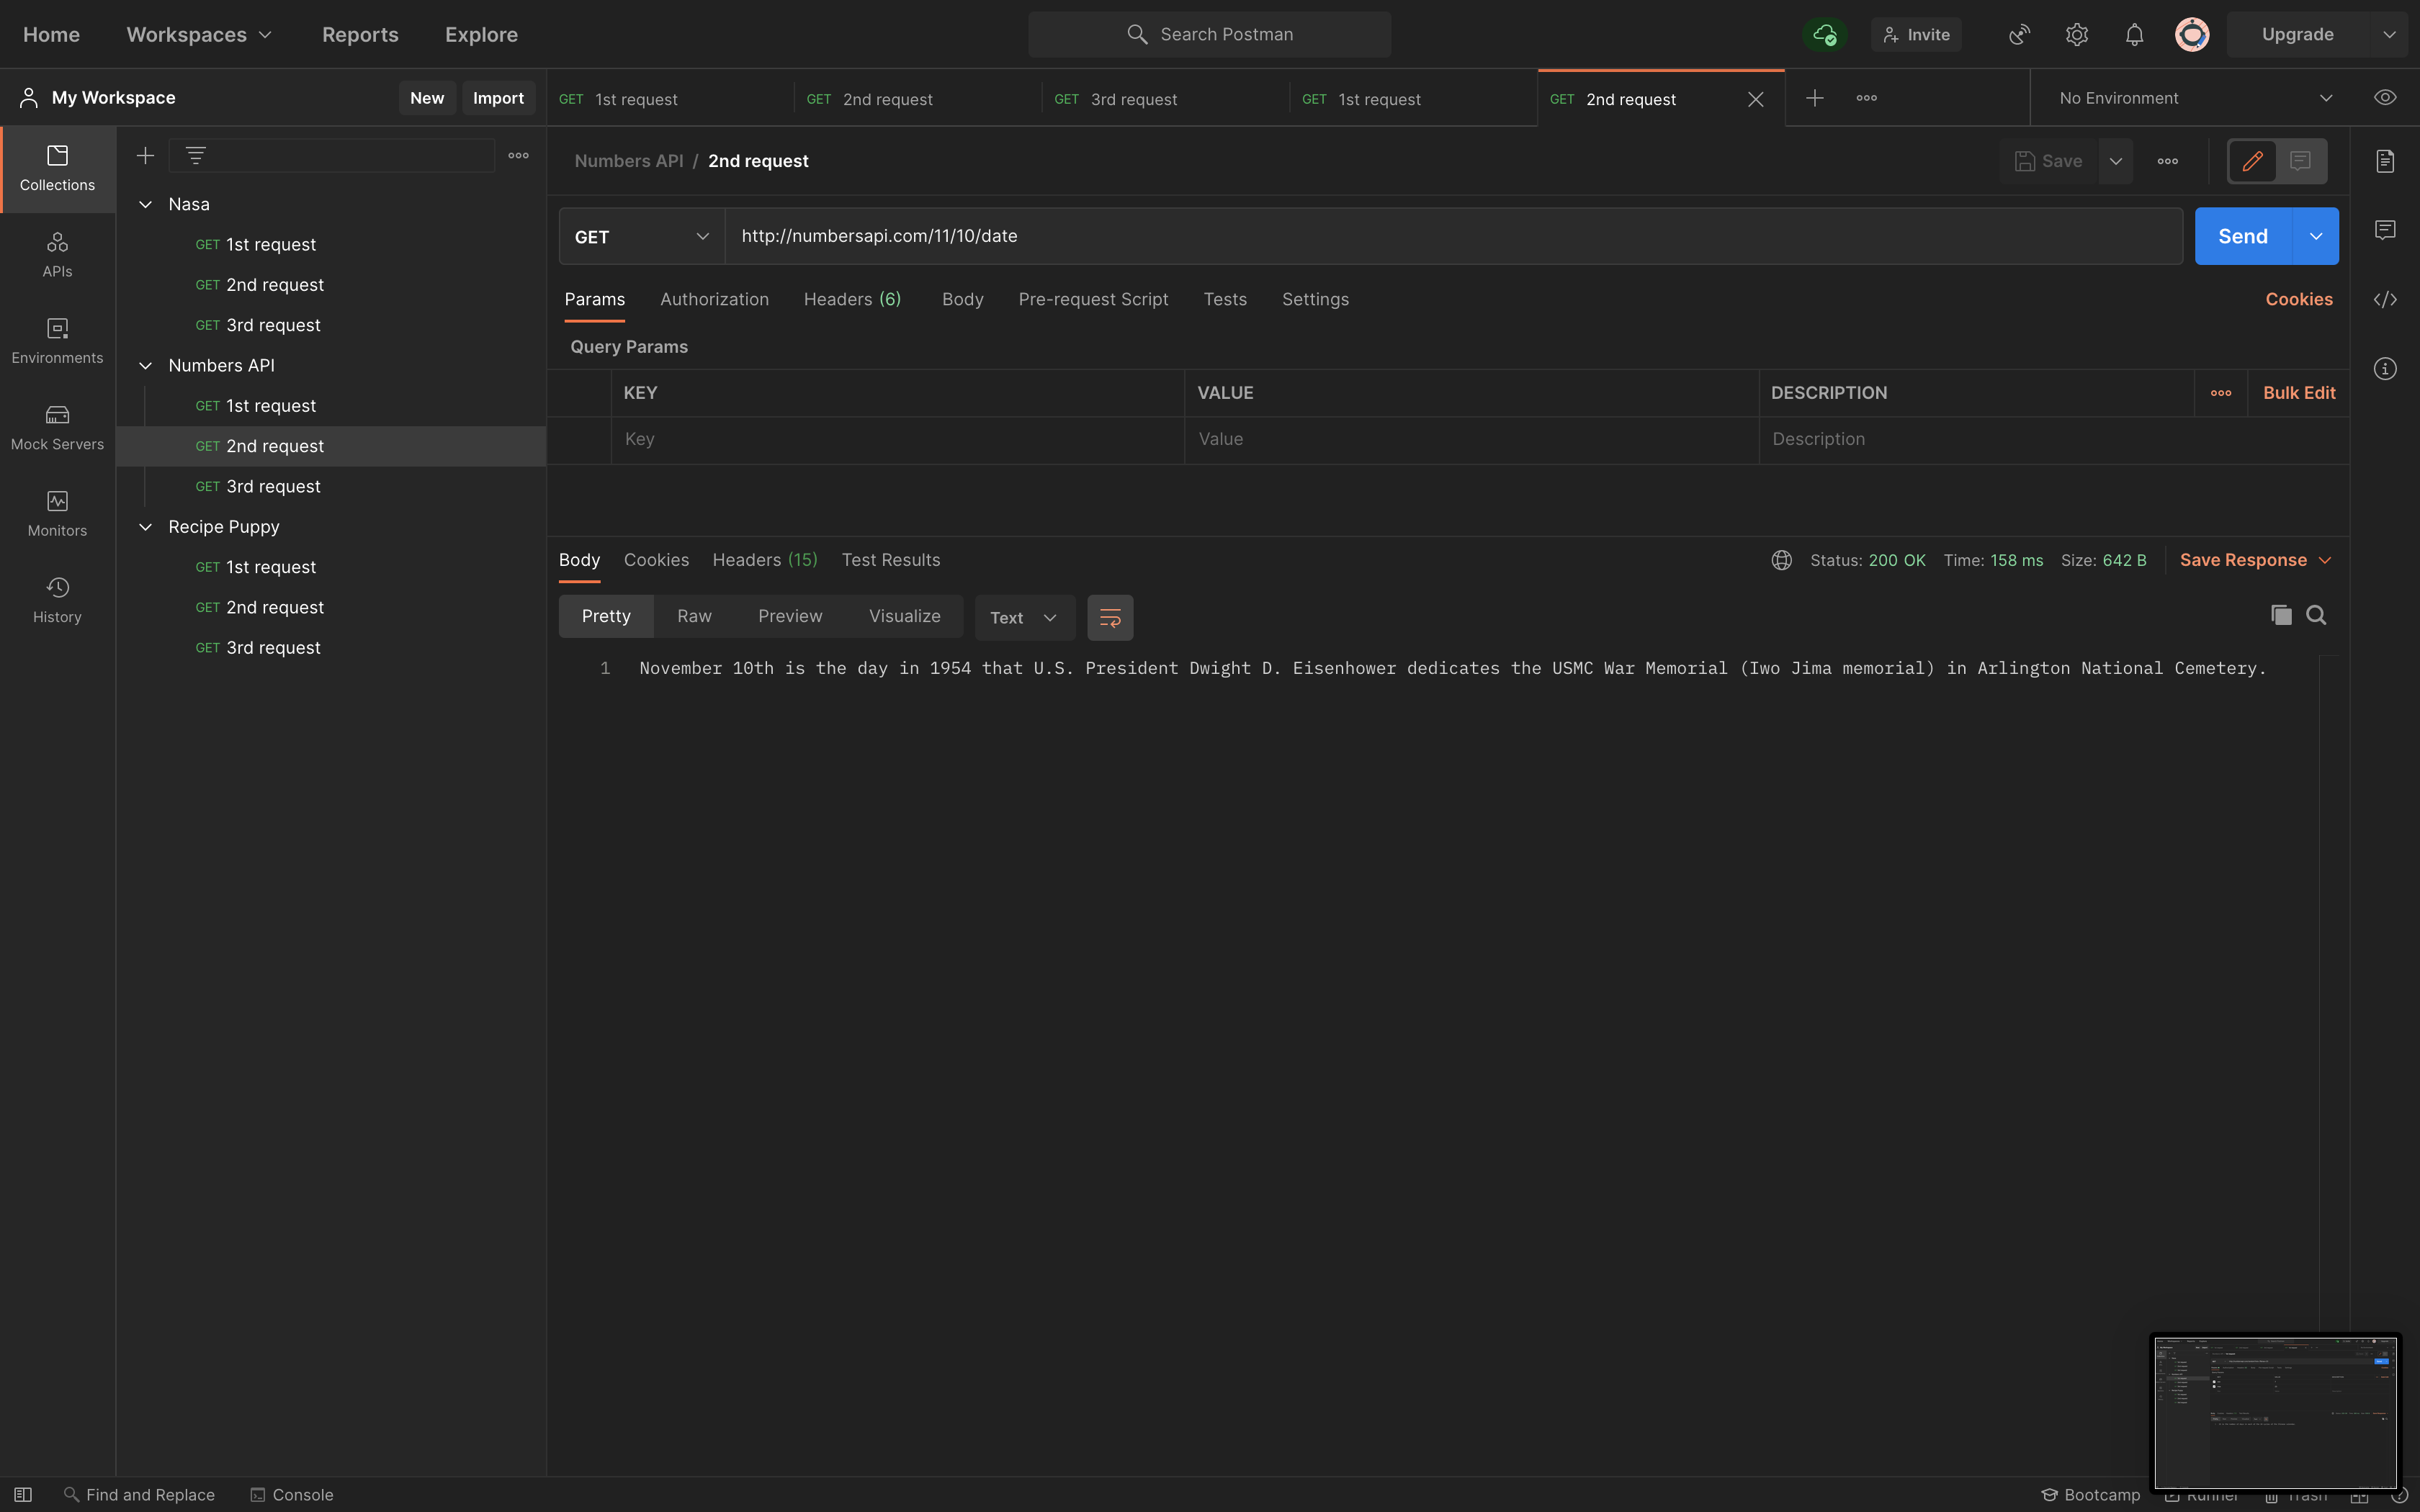 Home Workspaces Reports Explore Search Postman Invite Upgrade
My Workspace New Import GET 1st request GET 2nd request GET 3rd request GET 1st request GET 2nd request No Environment
Collections
APIs
Environments
Mock Servers
Monitors
History
Nasa
GET 1st request
GET 2nd request
GET 3rd request
Numbers API
GET 1st request
GET 2nd request
GET 3rd request
Recipe Puppy
GET 1st request
GET 2nd request
GET 3rd request
Numbers API / 2nd request Save
GET http://numbersapi.com/11/10/date Send
Params Authorization Headers (6) Body Pre-request Script Tests Settings Cookies
Query Params
KEY VALUE DESCRIPTION Bulk Edit
Key Value Description
Body Cookies Headers (15) Test Results Status: 200 OK Time: 158 ms Size: 642 B Save Response
Pretty Raw Preview Visualize Text
1 November 10th is the day in 1954 that U.S. President Dwight D. Eisenhower dedicates the USMC War Memorial (Iwo Jima memorial) in Arlington National Cemetery.
Find and Replace Console Bootcamp Runner Trash